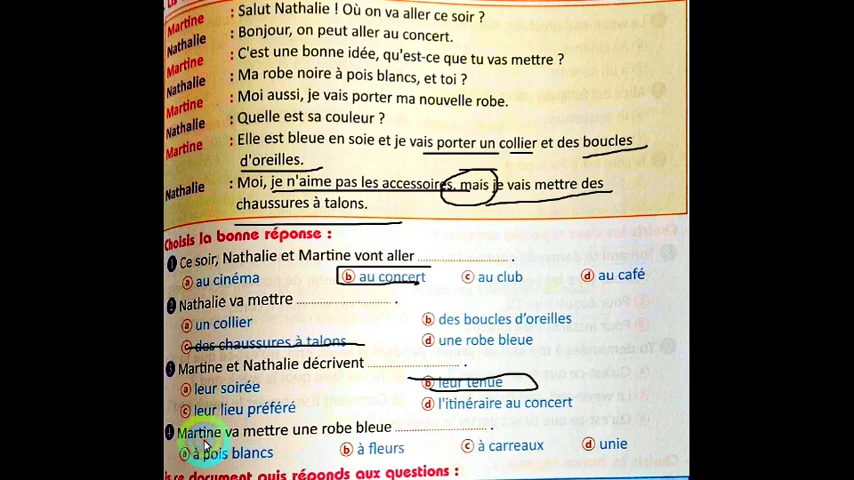 Martine : Salut Nathalie ! Où on va aller ce soir ?
Nathalie : Bonjour, on peut aller au concert.
Martine : C'est une bonne idée, qu'est-ce que tu vas mettre ?
Nathalie : Ma robe noire à pois blancs, et toi ?
Martine : Moi aussi, je vais porter ma nouvelle robe.
Nathalie : Quelle est sa couleur ?
Martine : Elle est bleue en soie et je vais porter un collier et des boucles
d'oreilles.
Nathalie : Moi, je n'aime pas les accessoires, mais je vais mettre des
chaussures à talons.
Choisis la bonne réponse :
1 Ce soir, Nathalie et Martine vont aller .................... .
a au cinéma b au concert c au club d au café
2 Nathalie va mettre .................... .
a un collier b des boucles d'oreilles
c des chaussures à talons d une robe bleue
3 Martine et Nathalie décrivent .................... .
a leur soirée b leur tenue
c leur lieu préféré d l'itinéraire au concert
4 Martine va mettre une robe bleue .................... .
a à pois blancs b à fleurs c à carreaux d unie
ce document puis réponds aux questions :